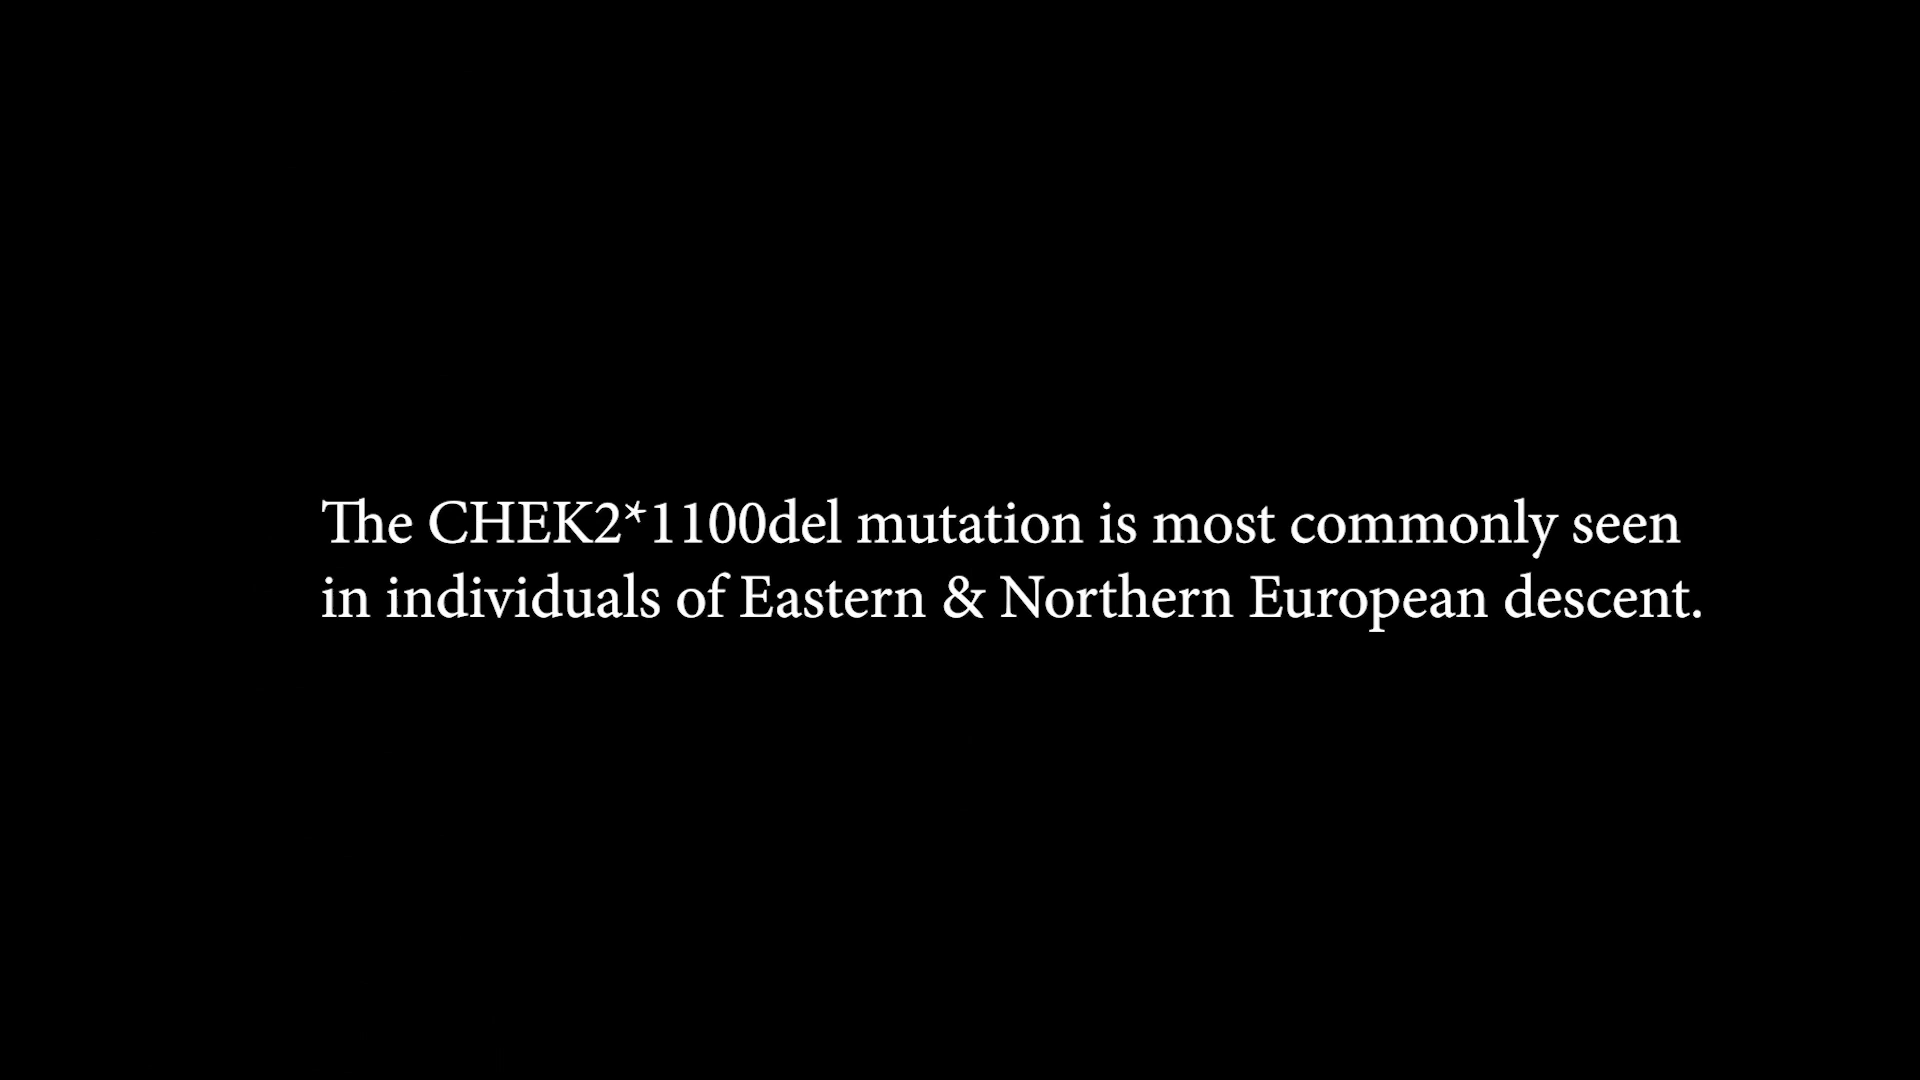 The CHEK2*1100del mutation is most commonly seen
in individuals of Eastern & Northern European descent.